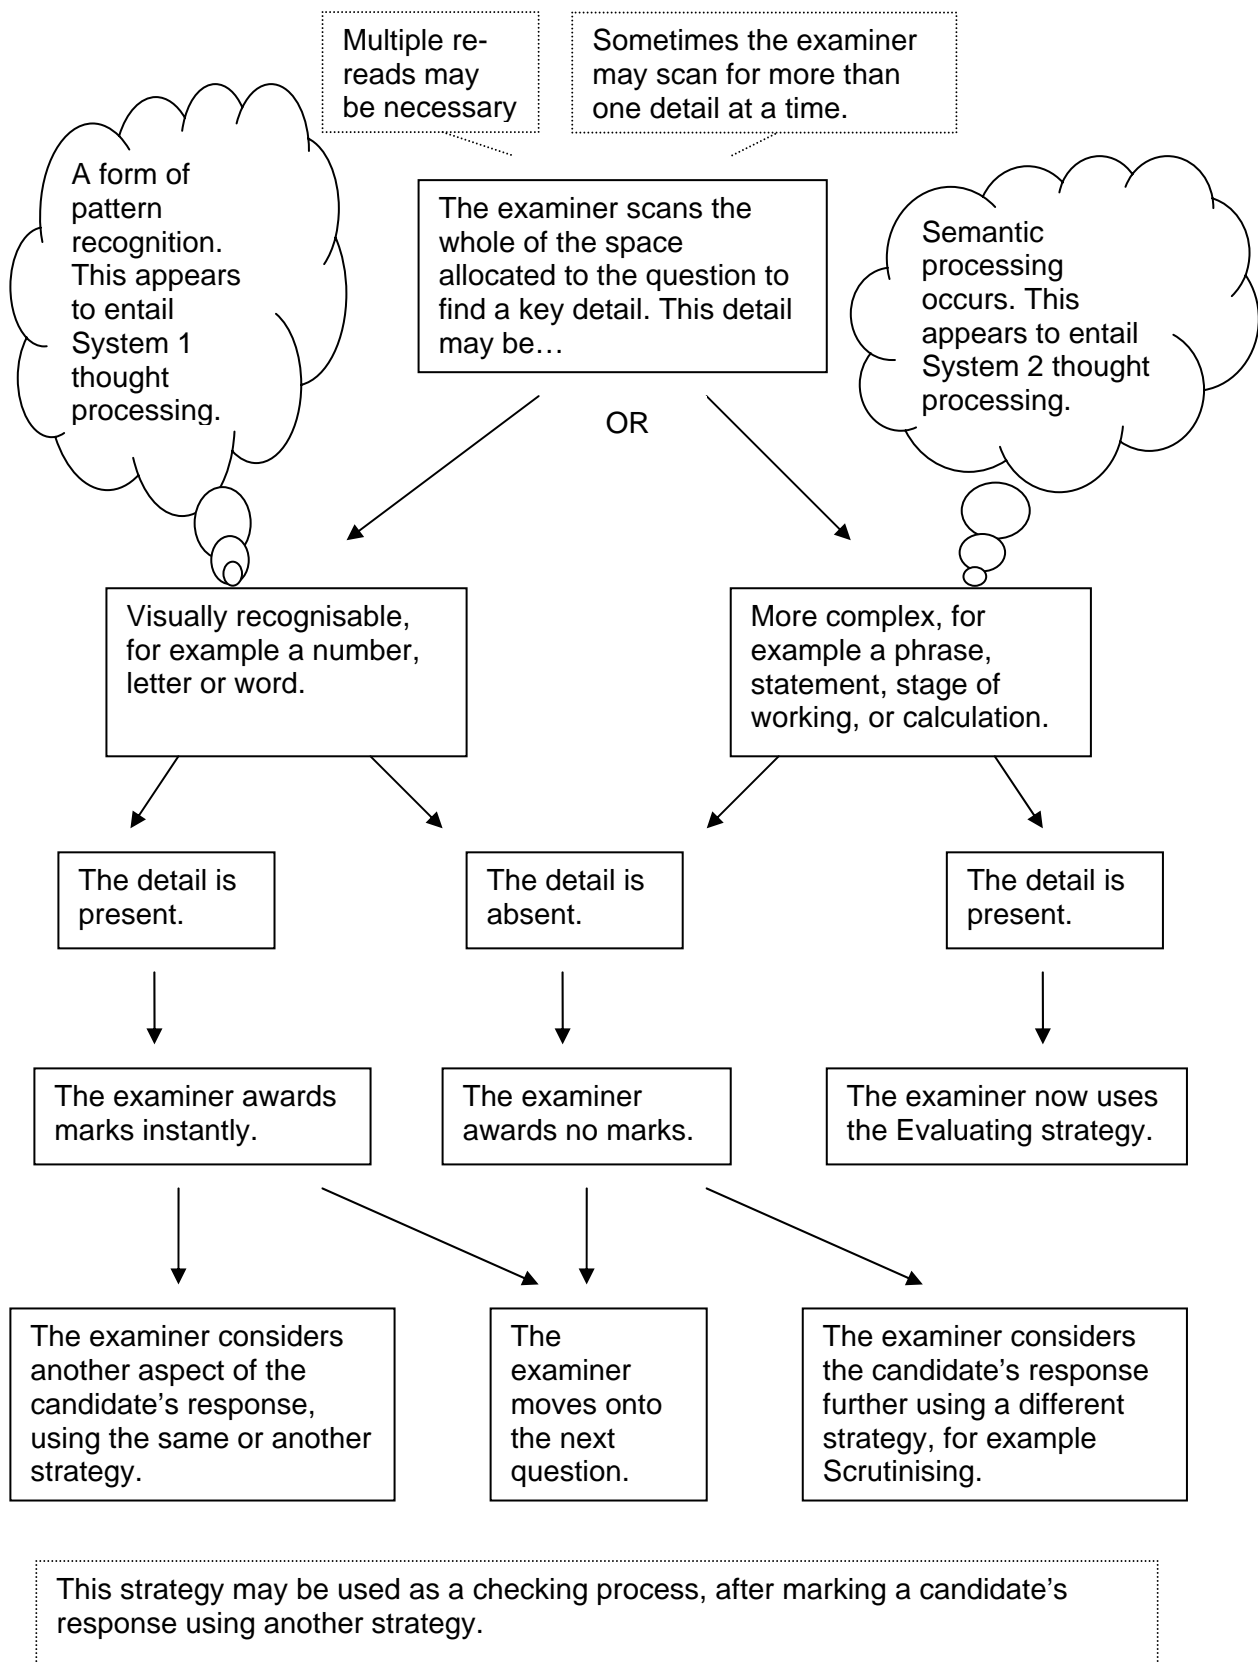 Multiple re-
reads may
be necessary
Sometimes the examiner
may scan for more than
one detail at a time.
A form of
pattern
recognition.
This appears
to entail
System 1
thought
processing.
The examiner scans the
whole of the space
allocated to the question to
find a key detail. This detail
may be…
Semantic
processing
occurs. This
appears to entail
System 2 thought
processing.
OR
Visually recognisable,
for example a number,
letter or word.
More complex, for
example a phrase,
statement, stage of
working, or calculation.
The detail is
present.
The detail is
absent.
The detail is
present.
The examiner awards
marks instantly.
The examiner
awards no marks.
The examiner now uses
the Evaluating strategy.
The examiner considers
another aspect of the
candidate’s response,
using the same or another
strategy.
The
examiner
moves onto
the next
question.
The examiner considers
the candidate’s response
further using a different
strategy, for example
Scrutinising.
This strategy may be used as a checking process, after marking a candidate’s
response using another strategy.